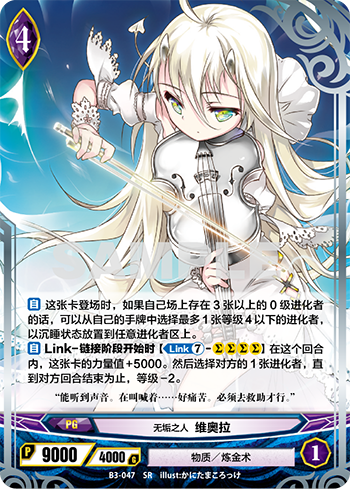 4
SAMPLE
自 这张卡登场时，如果自己场上存在3张以上的0级进化者
的话，可以从自己的手牌中选择最多1张等级4以下的进化者，
以沉睡状态放置到任意进化者区上。
自 Link-链接阶段开始时【Link ⑦-ΣΣΣΣ】在这个回合
内，这张卡的力量值+5000。然后选择对方的1张进化者，直
到对方回合结束为止，等级-2。
“能听到声音。在叫喊着……好痛苦。必须去救助才行。”
PG 无垢之人 维奥拉
P 9000 / 4000 G 物质／炼金术 1
B3-047 SR illust:かにたまころっけ